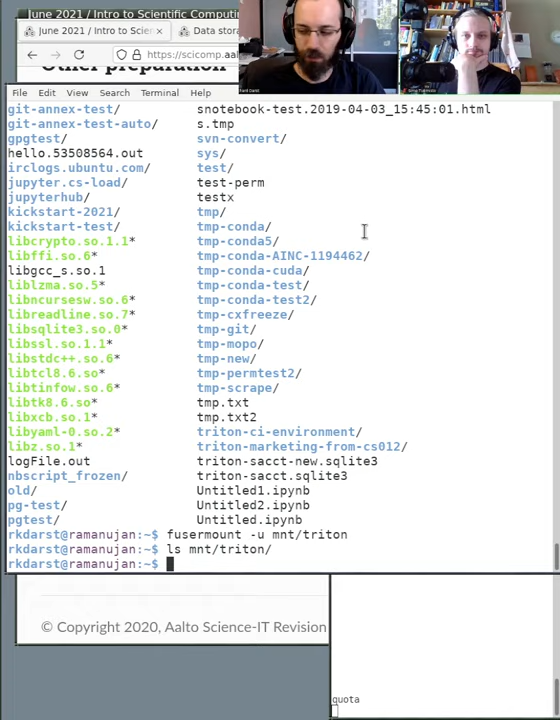 June 2021 / Intro to Scientific Computin
June 2021 / Intro to Scie
Data stora
https://scicomp.aal
Other preparation
File Edit View Search Terminal Help
git-annex-test/ snotebook-test.2019-04-03_15:45:01.html
git-annex-test-auto/ s.tmp
gpgtest/ svn-convert/
hello.53508564.out sys/
irclogs.ubuntu.com/ test/
jupyter.cs-load/ test-perm
jupyterhub/ testx
kickstart-2021/ tmp/
kickstart-test/ tmp-conda/
libcrypto.so.1.1* tmp-conda5/
libffi.so.6* tmp-conda-AINC-1194462/
libgcc_s.so.1 tmp-conda-cuda/
liblzma.so.5* tmp-conda-test/
libncursesw.so.6* tmp-conda-test2/
libreadline.so.7* tmp-cxfreeze/
libsqlite3.so.0* tmp-git/
libssl.so.1.1* tmp-mopo/
libstdc++.so.6* tmp-new/
libtcl8.6.so* tmp-permtest2/
libtinfow.so.6* tmp-scrape/
libtk8.6.so* tmp.txt
libxcb.so.1* tmp.txt2
libyaml-0.so.2* triton-ci-environment/
libz.so.1* triton-marketing-from-cs012/
logFile.out triton-sacct-new.sqlite3
nbscript_frozen/ triton-sacct.sqlite3
old/ Untitled1.ipynb
pg-test/ Untitled2.ipynb
pgtest/ Untitled.ipynb
rkdarst@ramanujan:~$ fusermount -u mnt/triton
rkdarst@ramanujan:~$ ls mnt/triton/
rkdarst@ramanujan:~$
© Copyright 2020, Aalto Science-IT Revision
quota